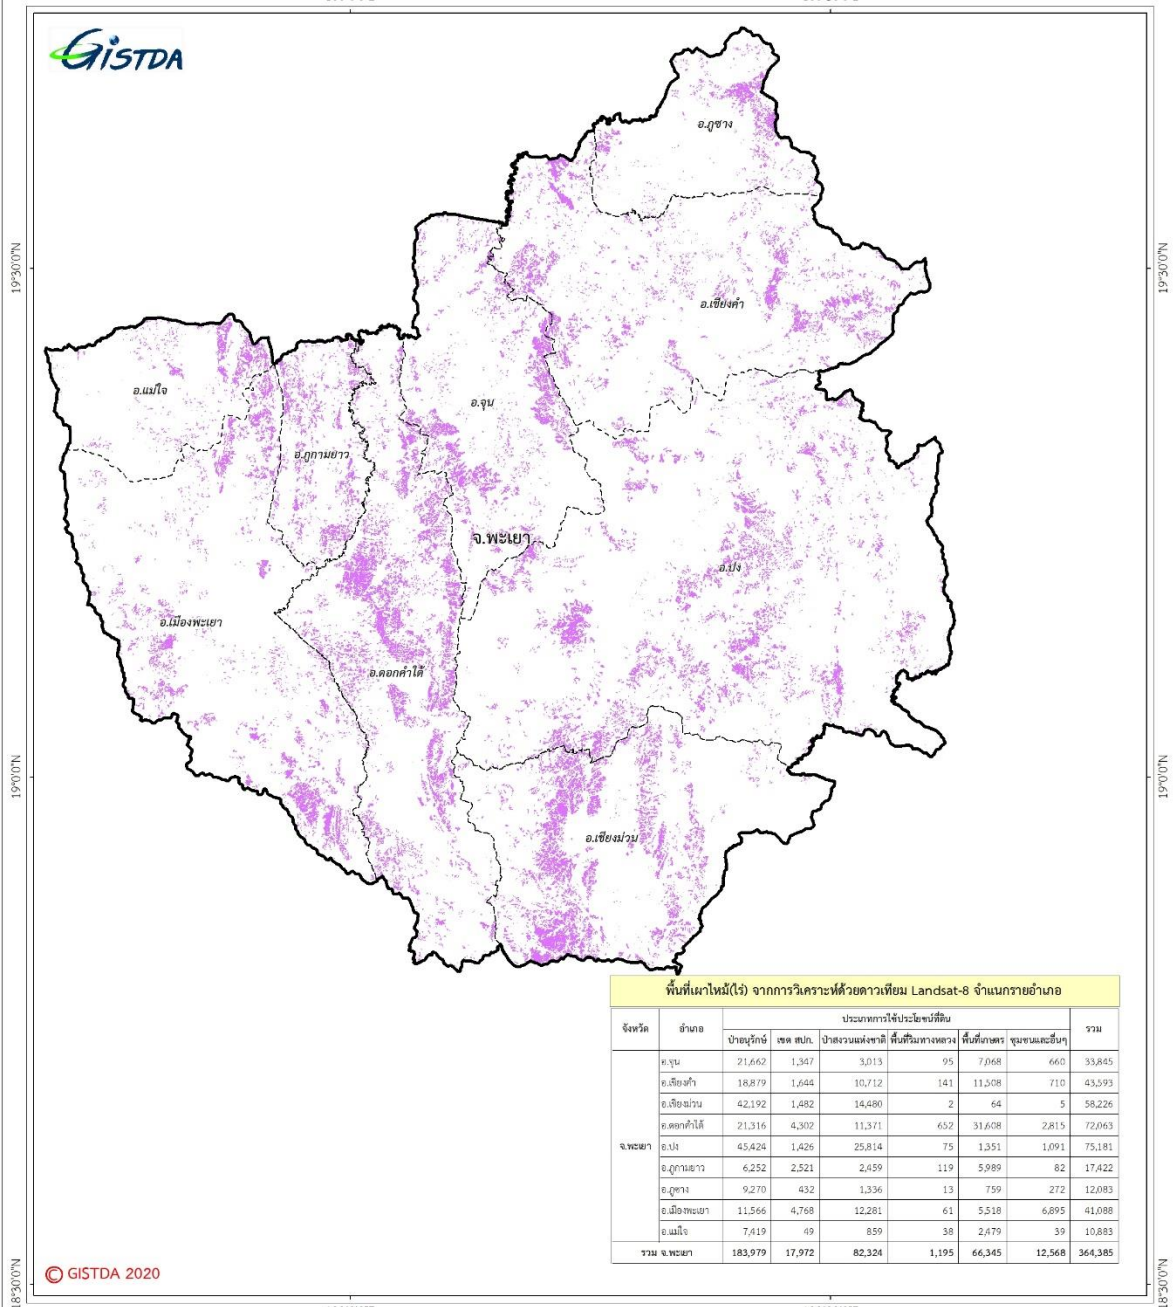 GISTDA
อ.ภูซาง
19°30'0"N
19°30'0"N
อ.เชียงคำ
อ.แม่ใจ
อ.จุน
อ.ภูกามยาว
จ.พะเยา
อ.ปง
อ.เมืองพะเยา
อ.ดอกคำใต้
19°0'0"N
19°0'0"N
อ.เชียงม่วน
พื้นที่เผาไหม้(ไร่) จากการวิเคราะห์ด้วยดาวเทียม Landsat-8 จำแนกรายอำเภอ
จังหวัด อำเภอ ประเภทการใช้ประโยชน์ที่ดิน รวม
ป่าอนุรักษ์ เขต สปก. ป่าสงวนแห่งชาติ พื้นที่ริมทางหลวง พื้นที่เกษตร ชุมชนและอื่นๆ
จ.พะเยา
อ.จุน 21,662 1,347 3,013 95 7,068 660 33,845
อ.เชียงคำ 18,879 1,644 10,712 141 11,508 710 43,593
อ.เชียงม่วน 42,192 1,482 14,480 2 64 5 58,226
อ.ดอกคำใต้ 21,316 4,302 11,371 652 31,608 2,815 72,063
อ.ปง 45,424 1,426 25,814 75 1,351 1,091 75,181
อ.ภูกามยาว 6,252 2,521 2,459 119 5,989 82 17,422
อ.ภูซาง 9,270 432 1,336 13 759 272 12,083
อ.เมืองพะเยา 11,566 4,768 12,281 61 5,518 6,895 41,088
อ.แม่ใจ 7,419 49 859 38 2,479 39 10,883
รวม จ.พะเยา 183,979 17,972 82,324 1,195 66,345 12,568 364,385
© GISTDA 2020
18°30'0"N
18°30'0"N